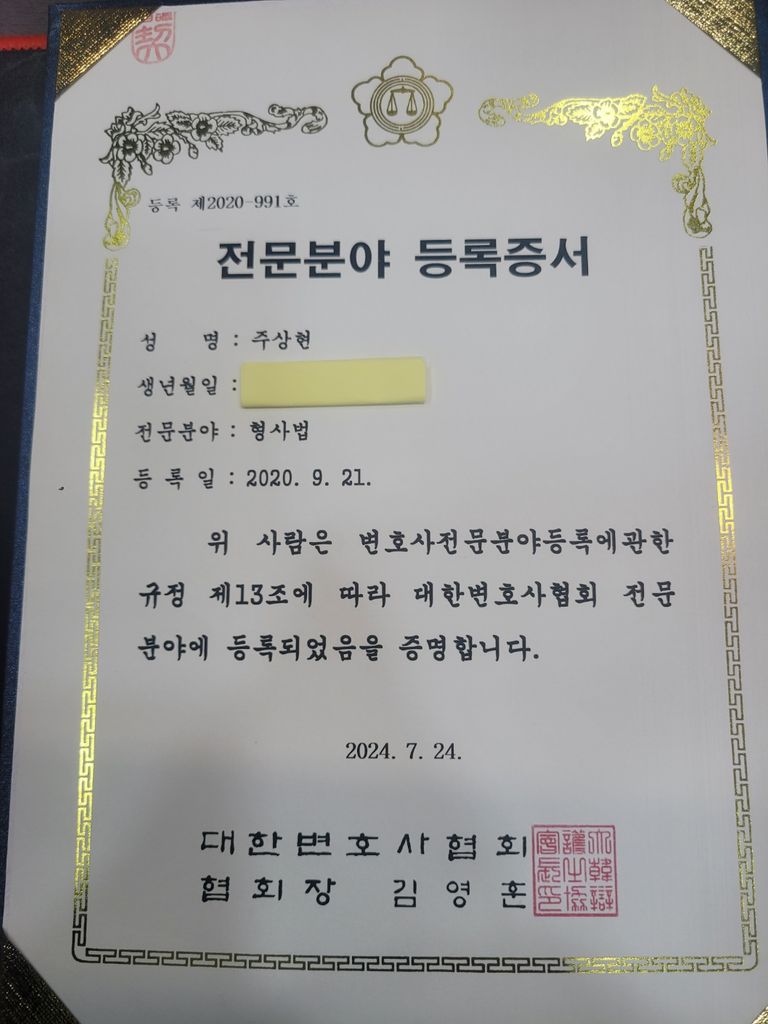 등록 제2020-991호
전문분야 등록증서
성 명 : 주상현
생년월일 :
전문분야 : 형사법
등 록 일 : 2020. 9. 21.
위 사람은 변호사전문분야등록에관한
규정 제13조에 따라 대한변호사협회 전문
분야에 등록되었음을 증명합니다.
2024. 7. 24.
대한변호사협회
협회장 김영훈